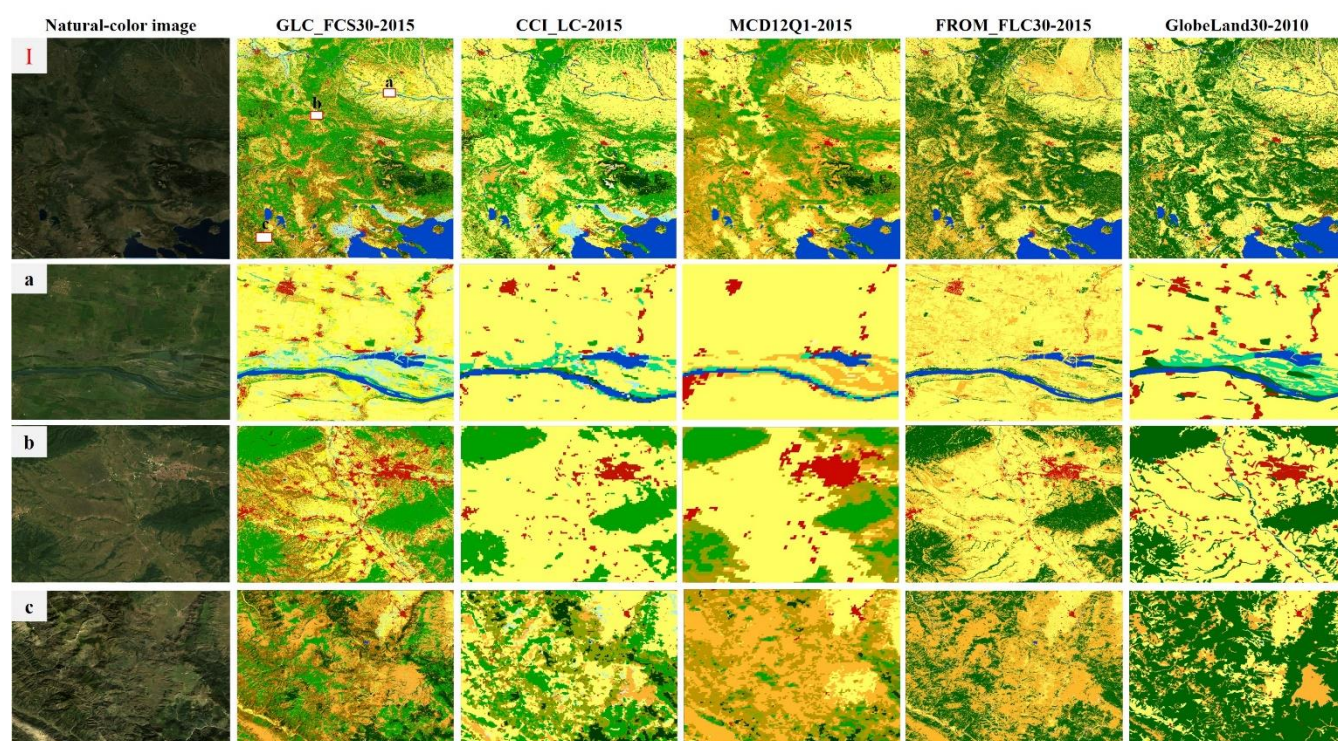 Natural-color image GLC_FCS30-2015 CCI_LC-2015 MCD12Q1-2015 FROM_FLC30-2015 GlobeLand30-2010
I
a
b
c
a
b
c